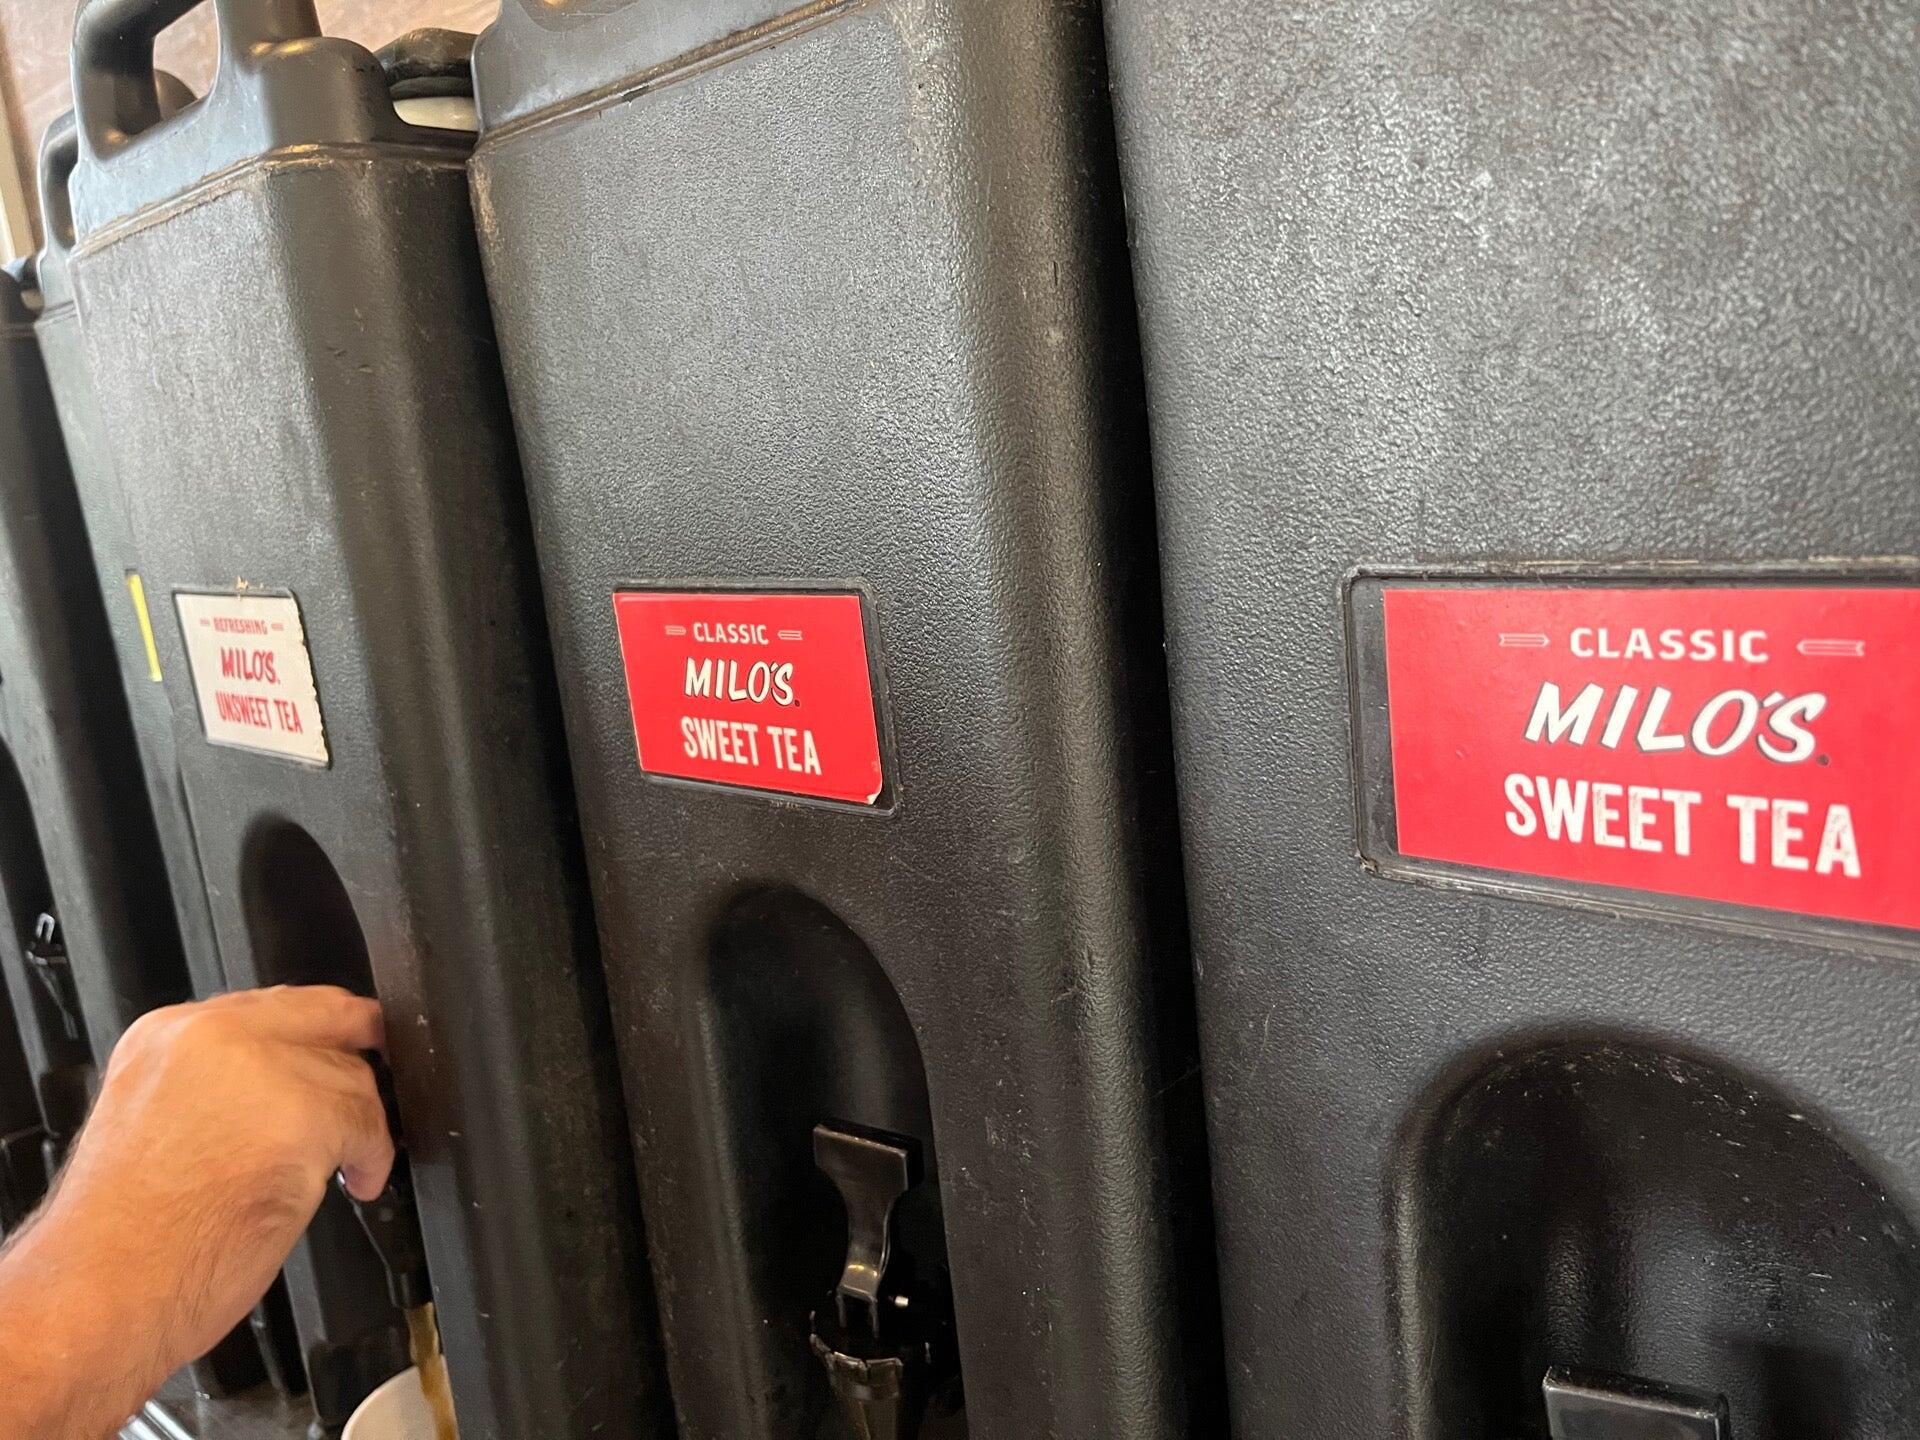 REFRESHING
MILO'S.
UNSWEET TEA
CLASSIC
MILO'S.
SWEET TEA
CLASSIC
MILO'S.
SWEET TEA